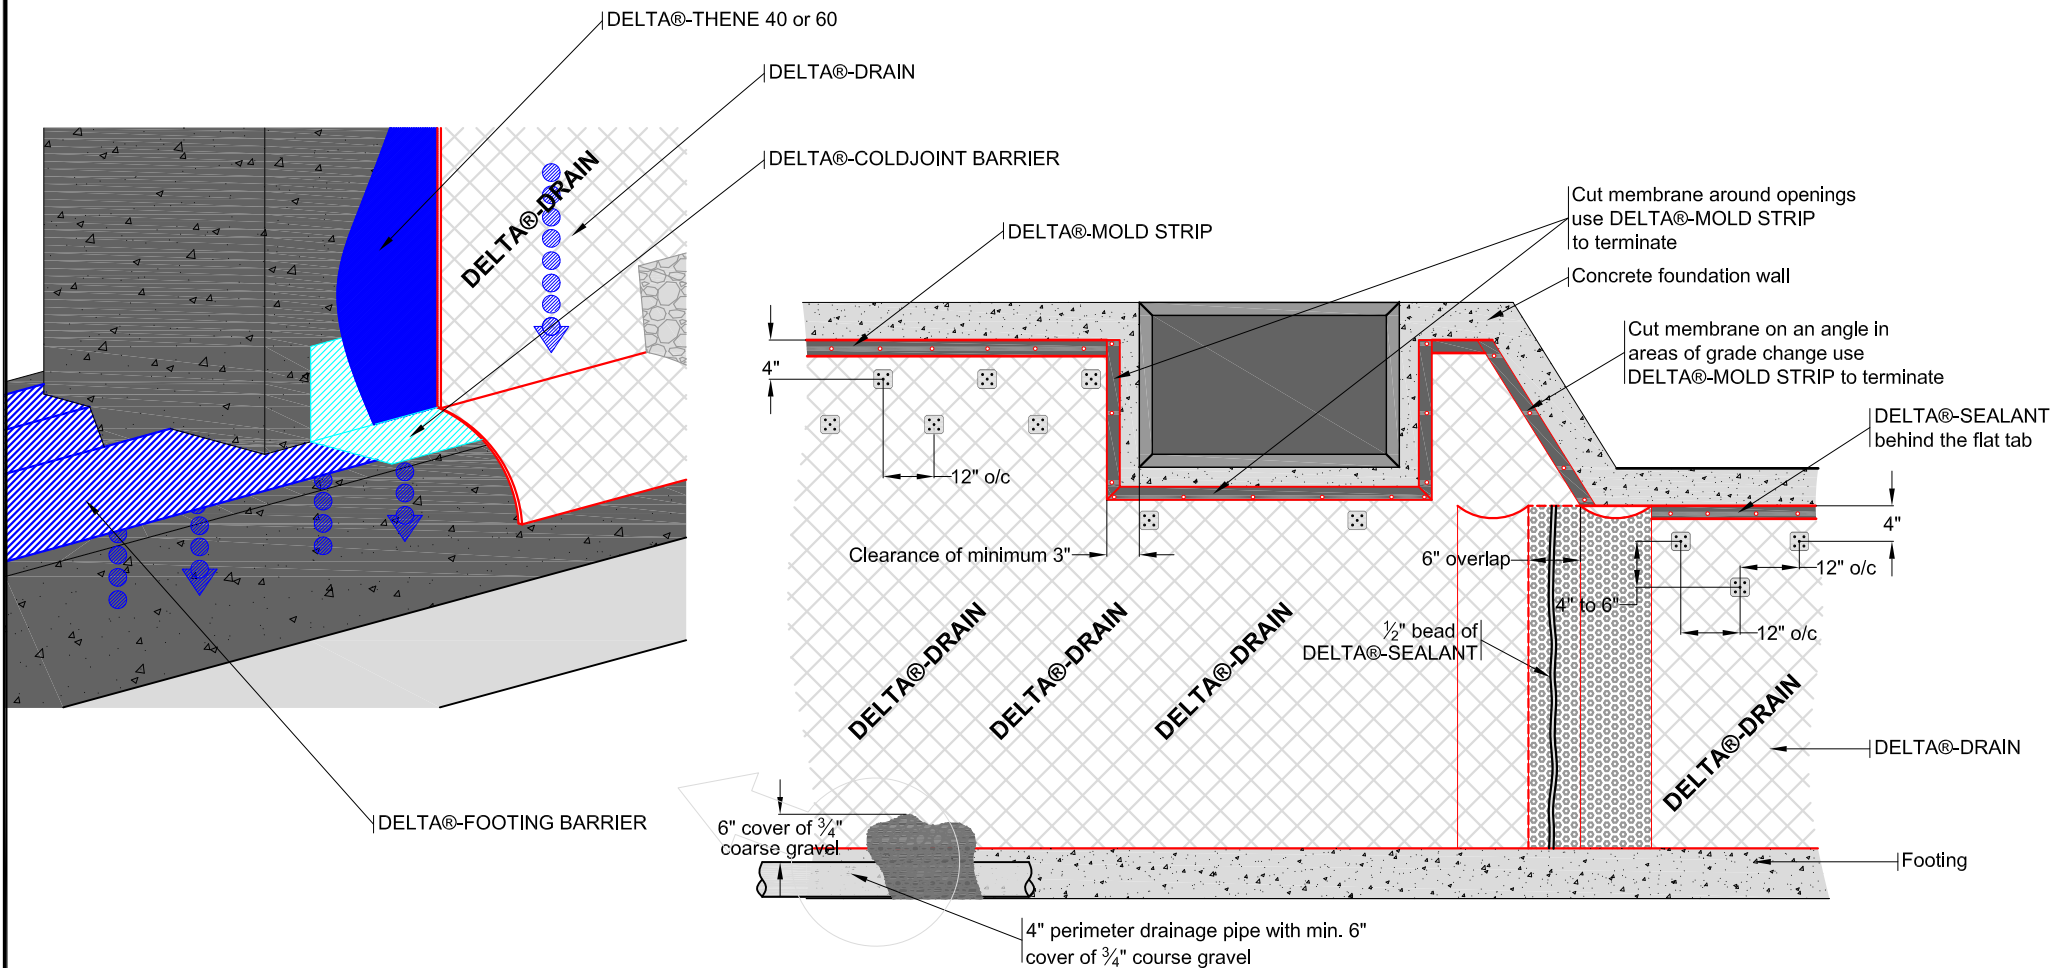 DELTA®-THENE 40 or 60
DELTA®-DRAIN
DELTA®-COLDJOINT BARRIER
DELTA®-DRAIN
DELTA®-FOOTING BARRIER
DELTA®-MOLD STRIP
Cut membrane around openings
use DELTA®-MOLD STRIP
to terminate
Concrete foundation wall
Cut membrane on an angle in
areas of grade change use
DELTA®-MOLD STRIP to terminate
DELTA®-SEALANT
behind the flat tab
4"
12" o/c
Clearance of minimum 3"
6" overlap
4" to 6"
4"
12" o/c
12" o/c
½" bead of
DELTA®-SEALANT
DELTA®-DRAIN
DELTA®-DRAIN
DELTA®-DRAIN
DELTA®-DRAIN
DELTA®-DRAIN
6" cover of ¾"
coarse gravel
Footing
4" perimeter drainage pipe with min. 6"
cover of ¾" course gravel